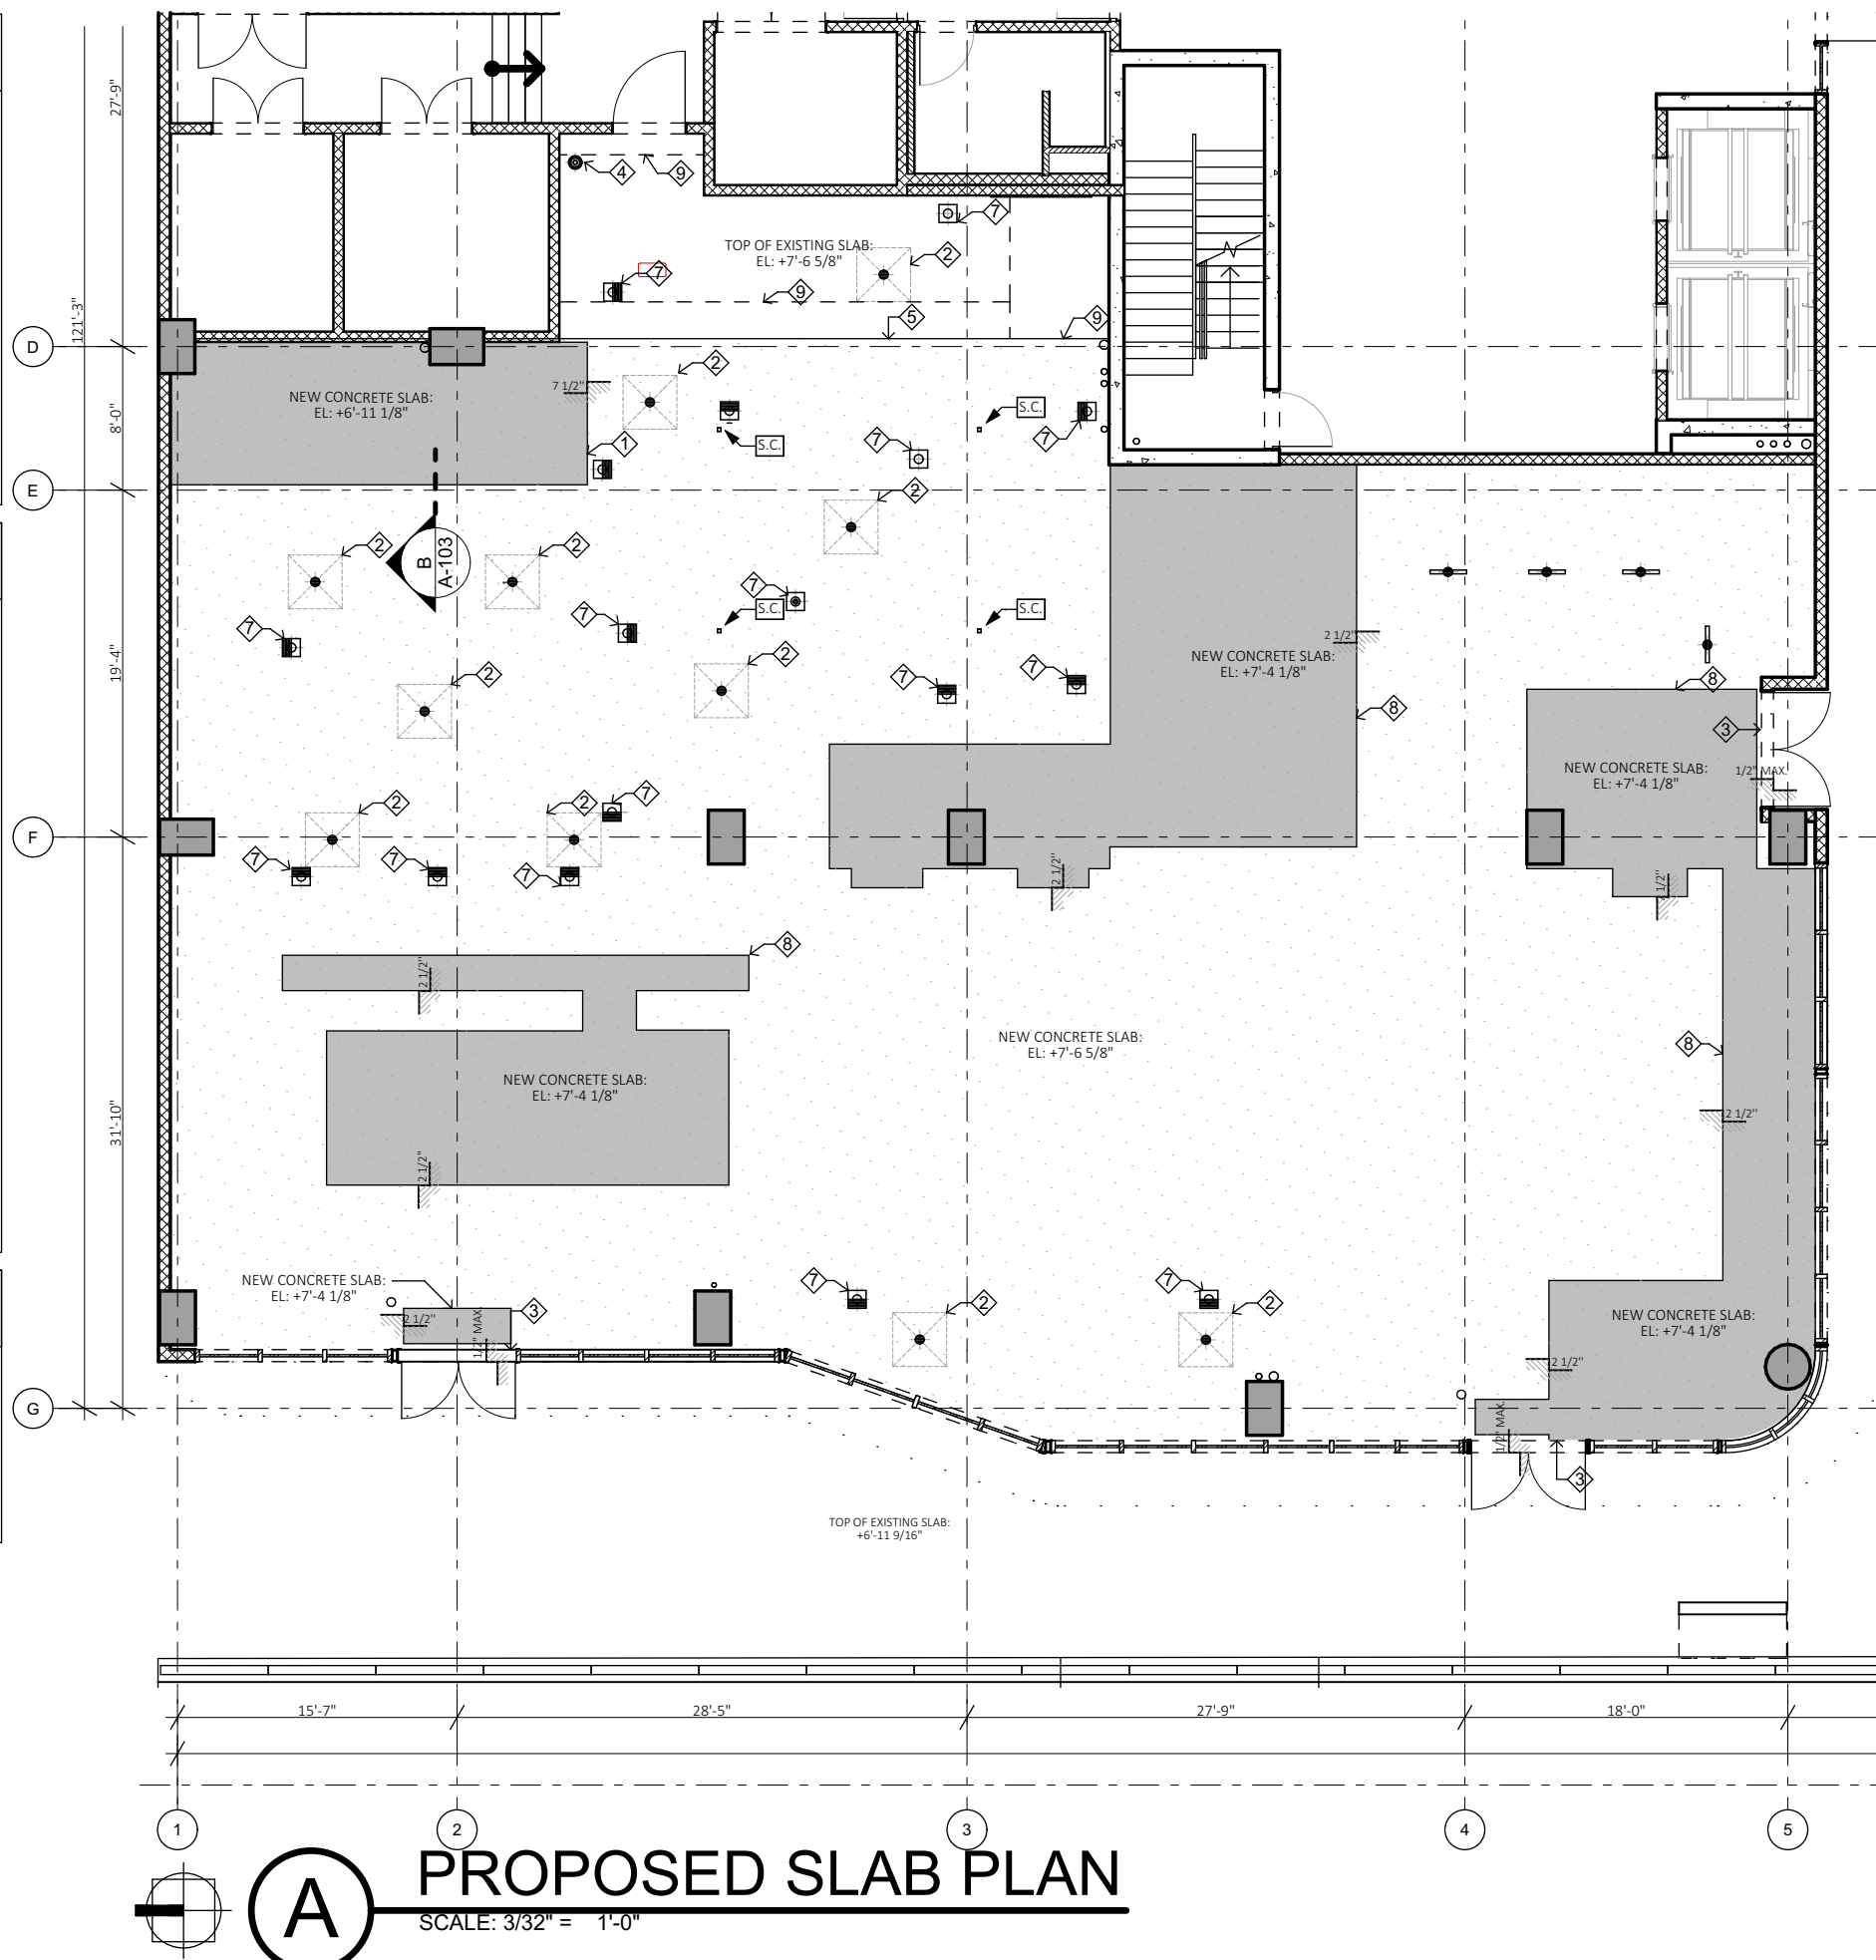 27'-9"
4
9
7
TOP OF EXISTING SLAB:
EL: +7'-6 5/8"
2
7
9
5
9
121'-3"
D
NEW CONCRETE SLAB:
EL: +6'-11 1/8"
7 1/2"
2
S.C.
S.C.
7
7
8'-0"
1
E
2
2
B
A-103
2
7
7
7
S.C.
S.C.
2 1/2"
NEW CONCRETE SLAB:
EL: +7'-4 1/8"
19'-4"
2
2
7
7
8
8
3
NEW CONCRETE SLAB:
EL: +7'-4 1/8"
1/2" MAX.
2
2
7
F
7
7
7
2 1/2"
1/2"
8
2 1/2"
NEW CONCRETE SLAB:
EL: +7'-6 5/8"
8
NEW CONCRETE SLAB:
EL: +7'-4 1/8"
31'-10"
2 1/2"
2 1/2"
NEW CONCRETE SLAB:
EL: +7'-4 1/8"
3
2 1/2"
1/2" MAX.
7
2
7
2
NEW CONCRETE SLAB:
EL: +7'-4 1/8"
2 1/2"
G
1/2" MAX.
3
TOP OF EXISTING SLAB:
+6'-11 9/16"
15'-7"
28'-5"
27'-9"
18'-0"
1
2
3
4
5
A
PROPOSED SLAB PLAN
SCALE: 3/32" = 1'-0"